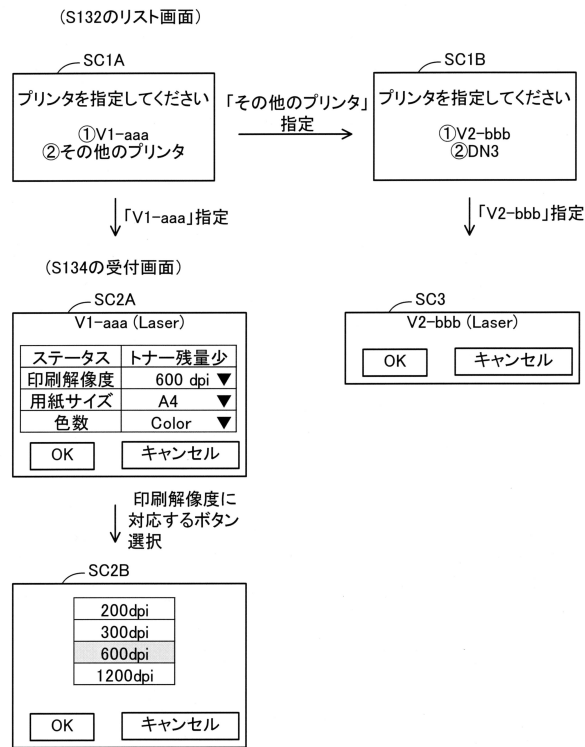 (S132のリスト画面)
SC1A
プリンタを指定してください
①V1-aaa
②その他のプリンタ
「その他のプリンタ」
指定
SC1B
プリンタを指定してください
①V2-bbb
②DN3
「V1-aaa」指定
「V2-bbb」指定
(S134の受付画面)
SC2A
V1-aaa (Laser)
ステータス トナー残量少
印刷解像度 600 dpi ▼
用紙サイズ A4 ▼
色数 Color ▼
OK キャンセル
SC3
V2-bbb (Laser)
OK キャンセル
印刷解像度に
対応するボタン
選択
SC2B
200dpi
300dpi
600dpi
1200dpi
OK キャンセル